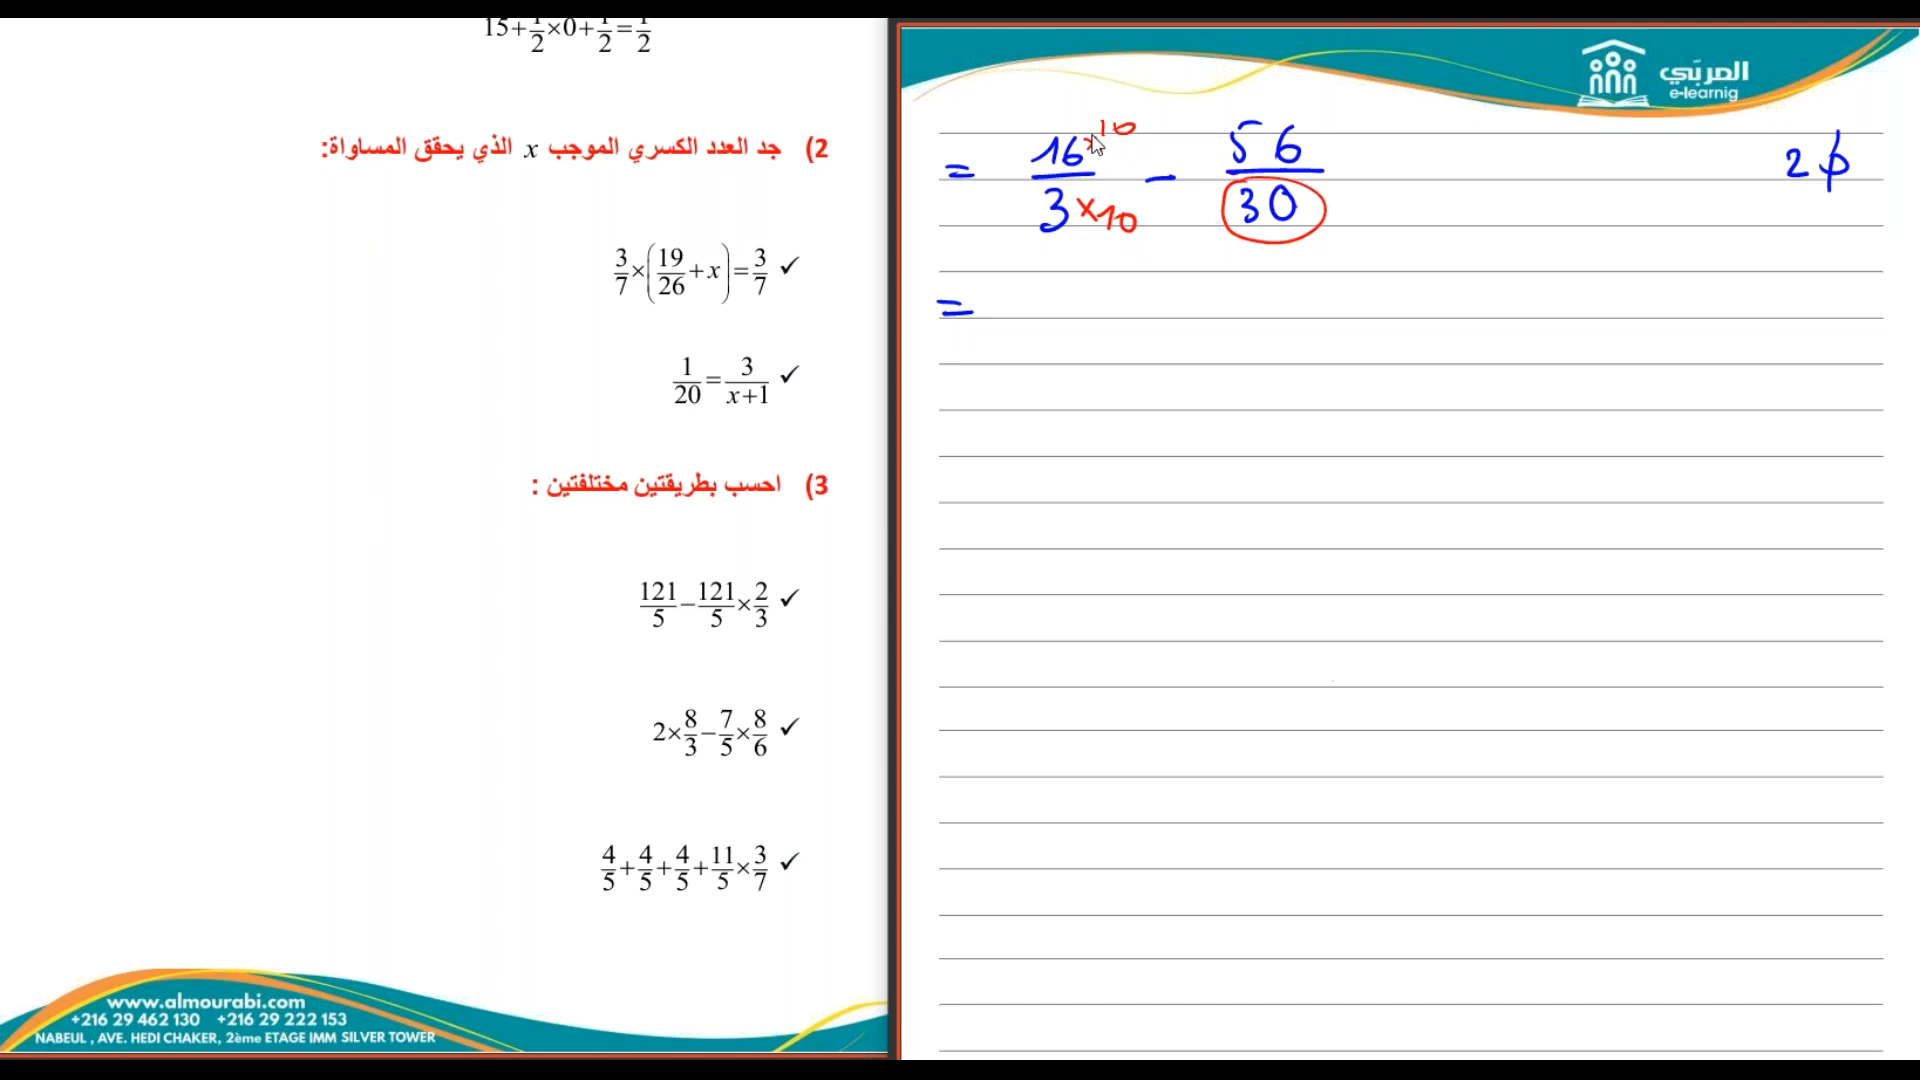 15+1/2×0+1/2=1/2
2) جد العدد الكسري الموجب x الذي يحقق المساواة:
3/7×(19/26+x)=3/7 ✓
1/20=3/(x+1) ✓
3) احسب بطريقتين مختلفتين :
121/5−121/5×2/3 ✓
2×8/3−7/5×8/6 ✓
4/5+4/5+4/5+11/5×3/7 ✓
www.almourabi.com
+216 29 462 130 +216 29 222 153
NABEUL , AVE. HEDI CHAKER, 2ème ETAGE IMM SILVER TOWER
المربّي
e-learnig
= 16×10/3×10 − 56/30
=